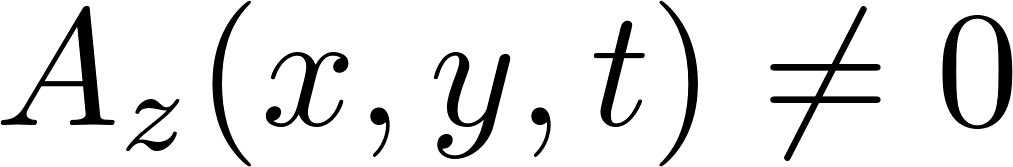 A_z (x, y, t) ≠ 0